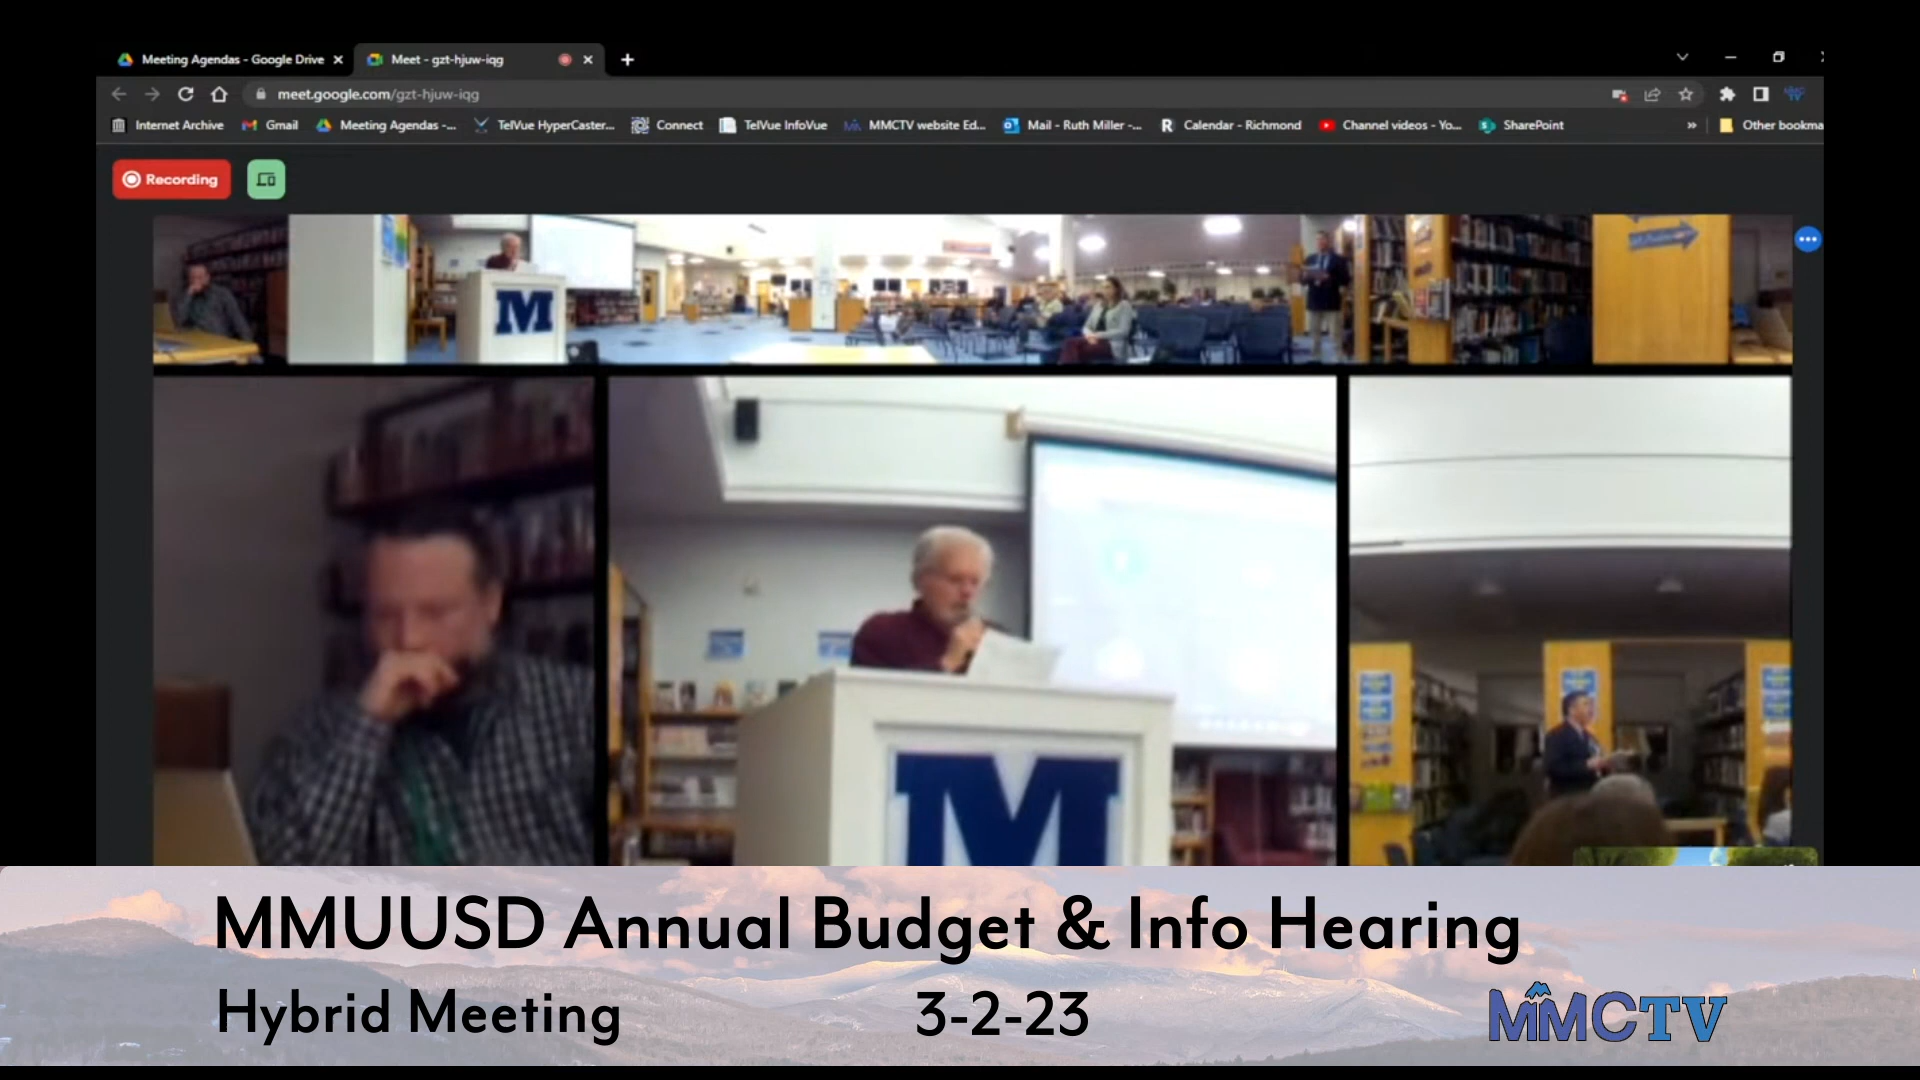 Meeting Agendas - Google Drive
Meet - gzt-hjuw-iqg
meet.google.com/gzt-hjuw-iqg
Internet Archive
Gmail
Meeting Agendas -...
TelVue HyperCaster...
Connect
TelVue InfoVue
MMCTV website Ed...
Mail - Ruth Miller -...
Calendar - Richmond
Channel videos - Yo...
SharePoint
Other bookma
Recording
M
M
MMUUSD Annual Budget & Info Hearing
Hybrid Meeting
3-2-23
MMCTV